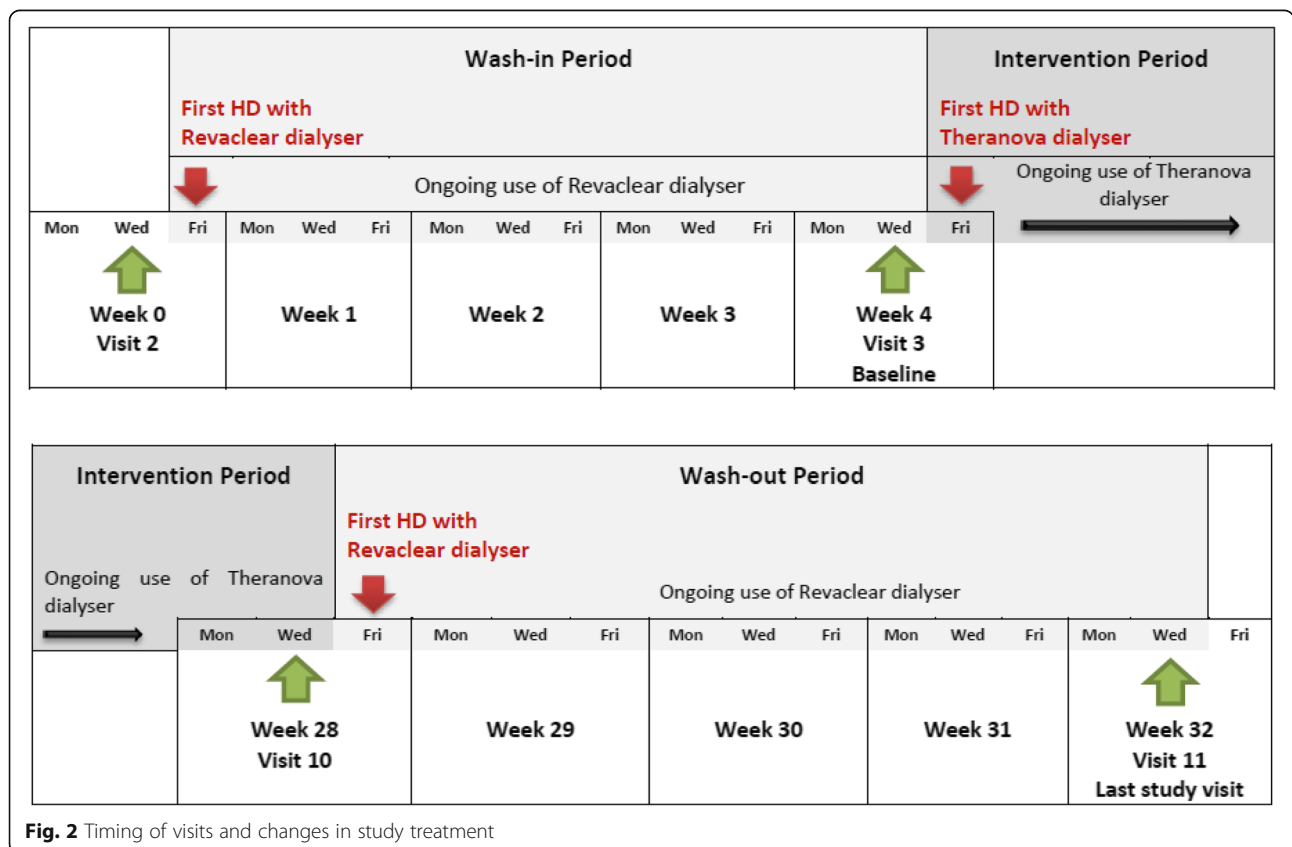 Wash-in Period
Intervention Period
First HD with
Revaclear dialyser
First HD with
Theranova dialyser
Ongoing use of Revaclear dialyser
Ongoing use of Theranova
dialyser
Mon Wed Fri Mon Wed Fri Mon Wed Fri Mon Wed Fri Mon Wed Fri
Week 0
Visit 2
Week 1
Week 2
Week 3
Week 4
Visit 3
Baseline
Intervention Period
Wash-out Period
First HD with
Revaclear dialyser
Ongoing use of Theranova
dialyser
Ongoing use of Revaclear dialyser
Mon Wed Fri Mon Wed Fri Mon Wed Fri Mon Wed Fri Mon Wed Fri
Week 28
Visit 10
Week 29
Week 30
Week 31
Week 32
Visit 11
Last study visit
Fig. 2 Timing of visits and changes in study treatment